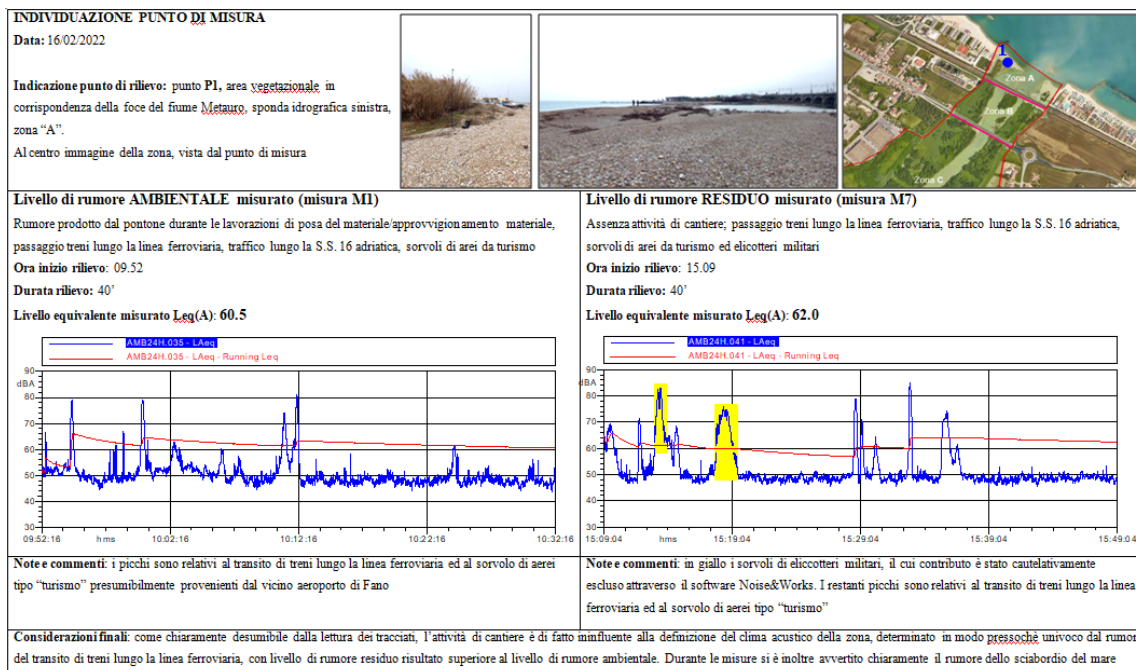 INDIVIDUAZIONE PUNTO DI MISURA
Data: 16/02/2022
Indicazione punto di rilievo: punto P1, area vegetazionale in
corrispondenza della foce del fiume Metauro, sponda idrografica sinistra,
zona “A”.
Al centro immagine della zona, vista dal punto di misura
1
Zona A
Zona B
Zona C
Livello di rumore AMBIENTALE misurato (misura M1)
Rumore prodotto dal pontone durante le lavorazioni di posa del materiale/approvvigionamento materiale,
passaggio treni lungo la linea ferroviaria, traffico lungo la S.S. 16 adriatica, sorvoli di arei da turismo
Ora inizio rilievo: 09.52
Durata rilievo: 40’
Livello equivalente misurato Leq(A): 60.5
AMB24H.035 - LAeq
AMB24H.035 - LAeq - Running Leq
90
dBA
80
70
60
50
40
30
09:52:16 hms 10:02:16 10:12:16 10:22:16 10:32:16
Note e commenti: i picchi sono relativi al transito di treni lungo la linea ferroviaria ed al sorvolo di aerei
tipo “turismo” presumibilmente provenienti dal vicino aeroporto di Fano
Livello di rumore RESIDUO misurato (misura M7)
Assenza attività di cantiere; passaggio treni lungo la linea ferroviaria, traffico lungo la S.S. 16 adriatica,
sorvoli di arei da turismo ed elicotteri militari
Ora inizio rilievo: 15.09
Durata rilievo: 40’
Livello equivalente misurato Leq(A): 62.0
AMB24H.041 - LAeq
AMB24H.041 - LAeq - Running Leq
90
dBA
80
70
60
50
40
30
15:09:04 hms 15:19:04 15:29:04 15:39:04 15:49:04
Note e commenti: in giallo i sorvoli di eliccotteri militari, il cui contributo è stato cautelativamente
escluso attraverso il software Noise&Works. I restanti picchi sono relativi al transito di treni lungo la linea
ferroviaria ed al sorvolo di aerei tipo “turismo”
Considerazioni finali: come chiaramente desumibile dalla lettura dei tracciati, l’attività di cantiere è di fatto ininfluente alla definizione del clima acustico della zona, determinato in modo pressochè univoco dal rumor
del transito di treni lungo la linea ferroviaria, con livello di rumore residuo risultato superiore al livello di rumore ambientale. Durante le misure si è inoltre avvertito chiaramente il rumore dello sciabordio del mare